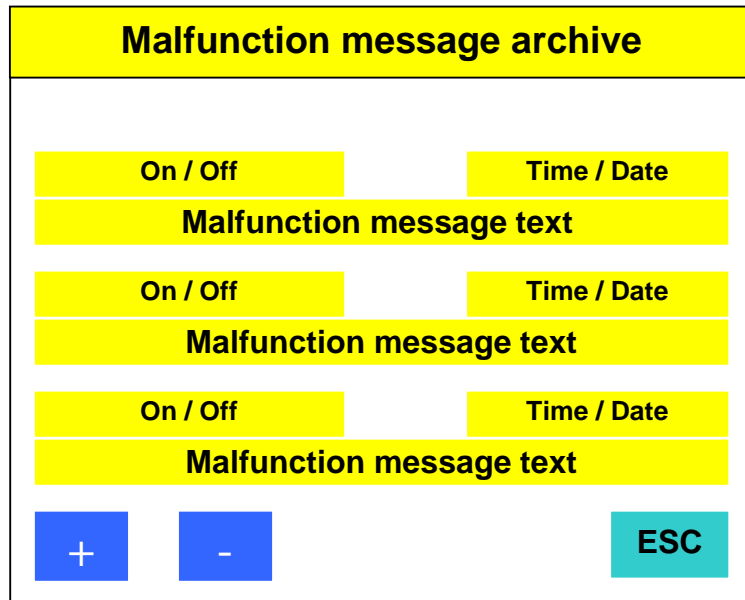 Malfunction message archive
On / Off Time / Date
Malfunction message text
On / Off Time / Date
Malfunction message text
On / Off Time / Date
Malfunction message text
+ - ESC